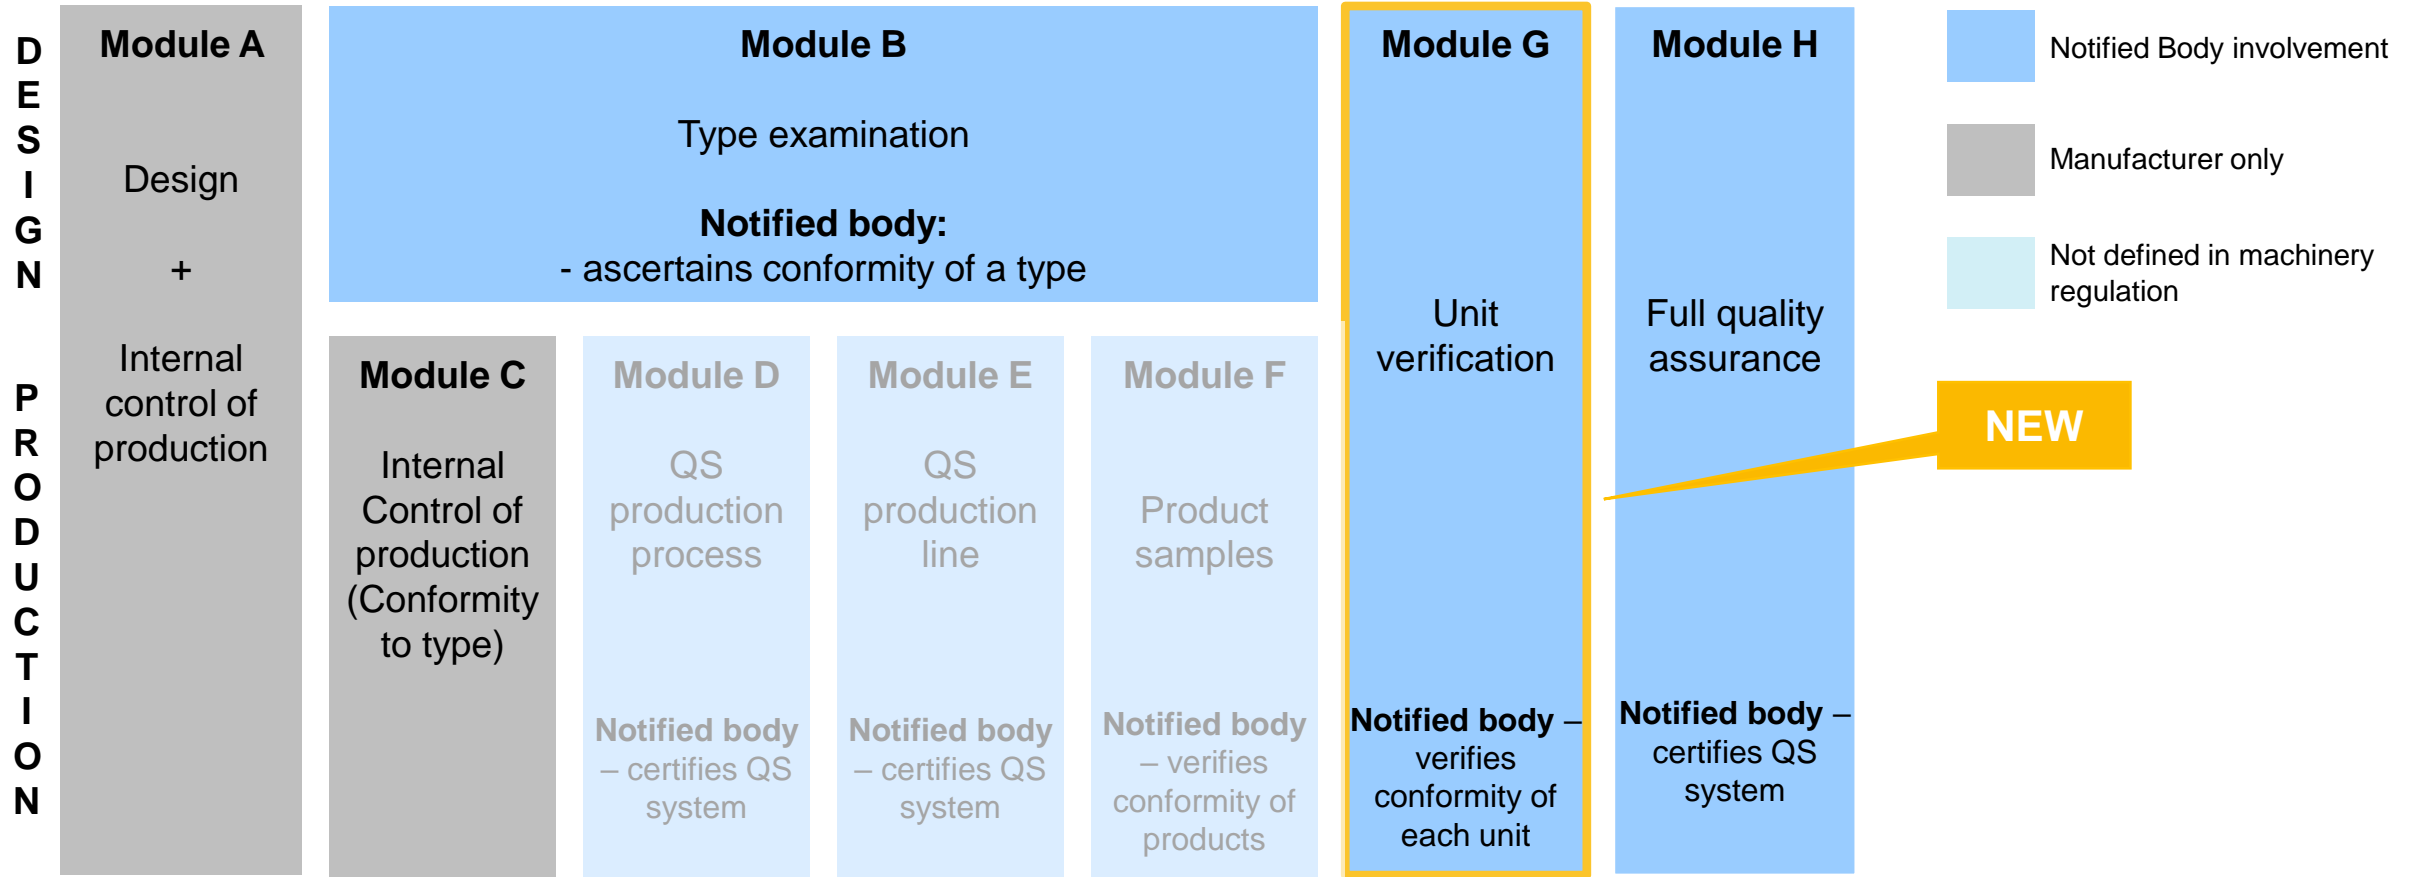 DESIGN
PRODUCTION
Module A
Design
+
Internal
control of
production
Module B
Type examination
Notified body:
- ascertains conformity of a type
Module C
Internal
Control of
production
(Conformity
to type)
Module D
QS
production
process
Notified body
– certifies QS
system
Module E
QS
production
line
Notified body
– certifies QS
system
Module F
Product
samples
Notified body
– verifies
conformity of
products
Module G
Unit
verification
Notified body –
verifies
conformity of
each unit
Module H
Full quality
assurance
Notified body –
certifies QS
system
Notified Body involvement
Manufacturer only
Not defined in machinery
regulation
NEW